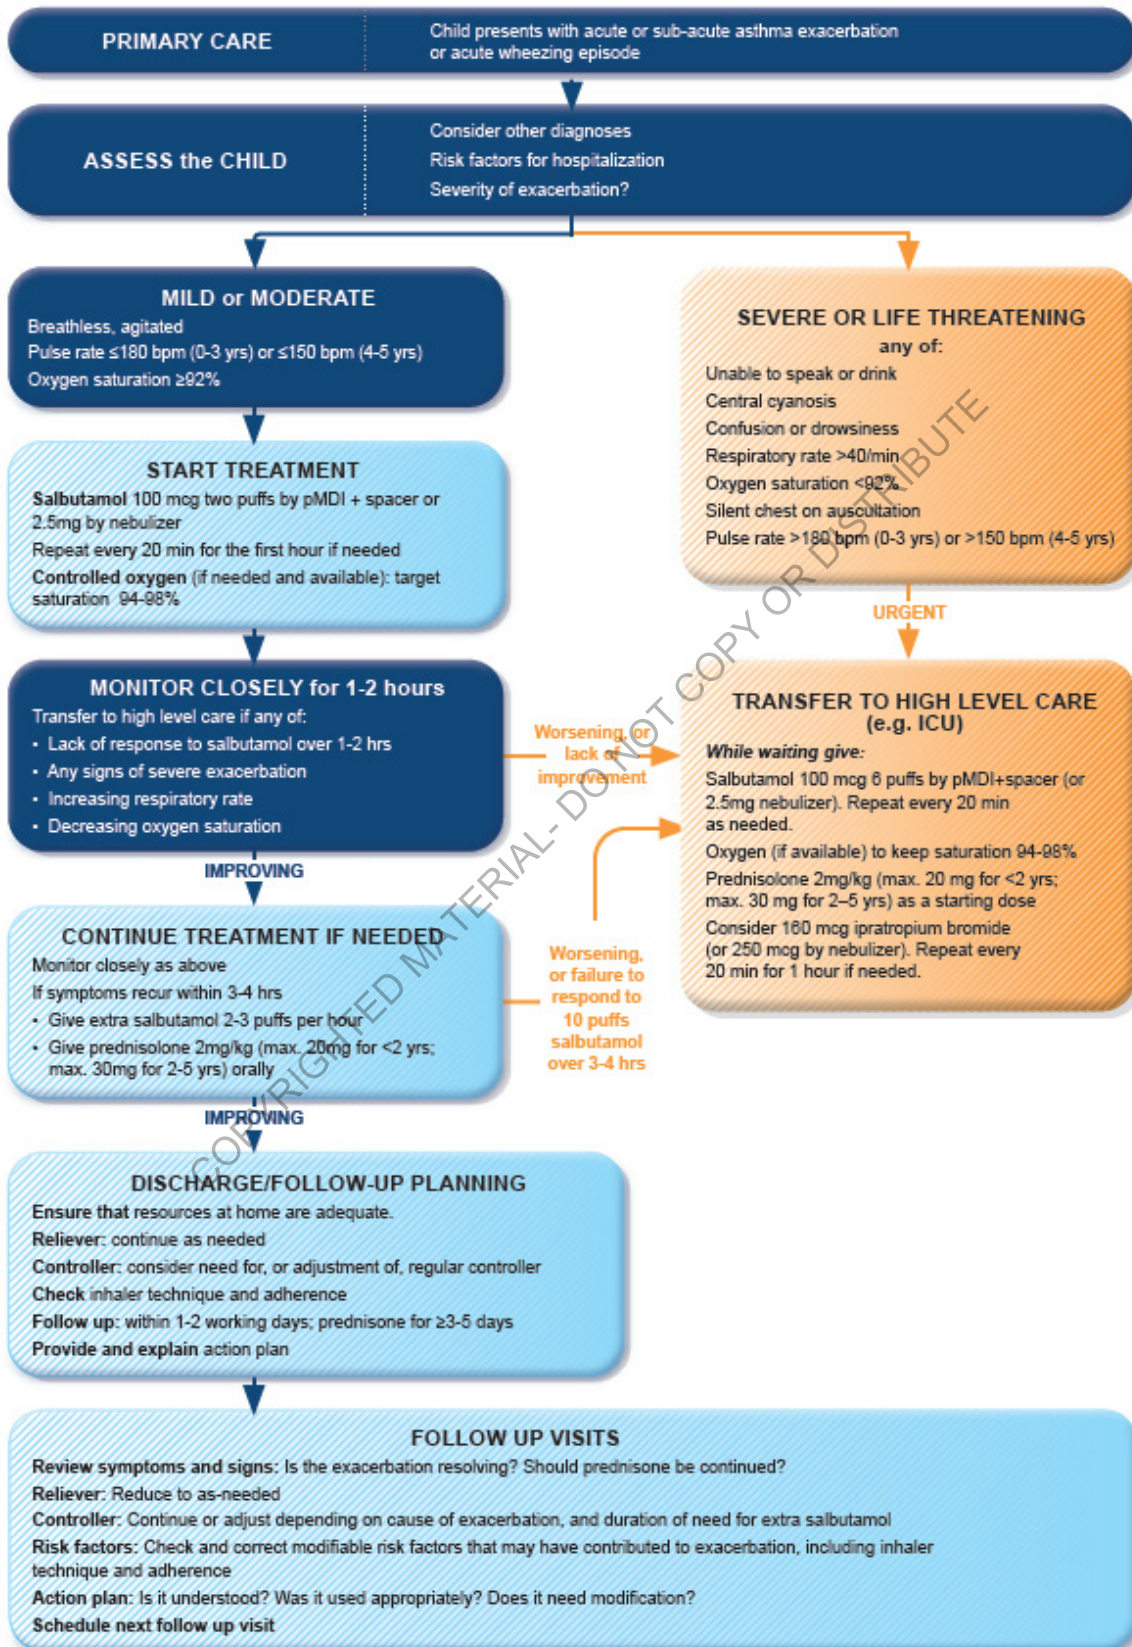 PRIMARY CARE
Child presents with acute or sub-acute asthma exacerbation
or acute wheezing episode
ASSESS the CHILD
Consider other diagnoses
Risk factors for hospitalization
Severity of exacerbation?
MILD or MODERATE
Breathless, agitated
Pulse rate ≤180 bpm (0-3 yrs) or ≤150 bpm (4-5 yrs)
Oxygen saturation ≥92%
SEVERE OR LIFE THREATENING
any of:
Unable to speak or drink
Central cyanosis
Confusion or drowsiness
Respiratory rate >40/min
Oxygen saturation <92%
Silent chest on auscultation
Pulse rate >180 bpm (0-3 yrs) or >150 bpm (4-5 yrs)
START TREATMENT
Salbutamol 100 mcg two puffs by pMDI + spacer or
2.5mg by nebulizer
Repeat every 20 min for the first hour if needed
Controlled oxygen (if needed and available): target
saturation 94-98%
URGENT
MONITOR CLOSELY for 1-2 hours
Transfer to high level care if any of:
• Lack of response to salbutamol over 1-2 hrs
• Any signs of severe exacerbation
• Increasing respiratory rate
• Decreasing oxygen saturation
Worsening, or
lack of
improvement
TRANSFER TO HIGH LEVEL CARE
(e.g. ICU)
While waiting give:
Salbutamol 100 mcg 6 puffs by pMDI+spacer (or
2.5mg nebulizer). Repeat every 20 min
as needed.
Oxygen (if available) to keep saturation 94-98%
Prednisolone 2mg/kg (max. 20 mg for <2 yrs;
max. 30 mg for 2–5 yrs) as a starting dose
Consider 160 mcg ipratropium bromide
(or 250 mcg by nebulizer). Repeat every
20 min for 1 hour if needed.
IMPROVING
CONTINUE TREATMENT IF NEEDED
Monitor closely as above
If symptoms recur within 3-4 hrs
• Give extra salbutamol 2-3 puffs per hour
• Give prednisolone 2mg/kg (max. 20mg for <2 yrs;
max. 30mg for 2-5 yrs) orally
Worsening,
or failure to
respond to
10 puffs
salbutamol
over 3-4 hrs
IMPROVING
DISCHARGE/FOLLOW-UP PLANNING
Ensure that resources at home are adequate.
Reliever: continue as needed
Controller: consider need for, or adjustment of, regular controller
Check inhaler technique and adherence
Follow up: within 1-2 working days; prednisone for ≥3-5 days
Provide and explain action plan
FOLLOW UP VISITS
Review symptoms and signs: Is the exacerbation resolving? Should prednisone be continued?
Reliever: Reduce to as-needed
Controller: Continue or adjust depending on cause of exacerbation, and duration of need for extra salbutamol
Risk factors: Check and correct modifiable risk factors that may have contributed to exacerbation, including inhaler
technique and adherence
Action plan: Is it understood? Was it used appropriately? Does it need modification?
Schedule next follow up visit
COPYRIGHTED MATERIAL- DO NOT COPY OR DISTRIBUTE